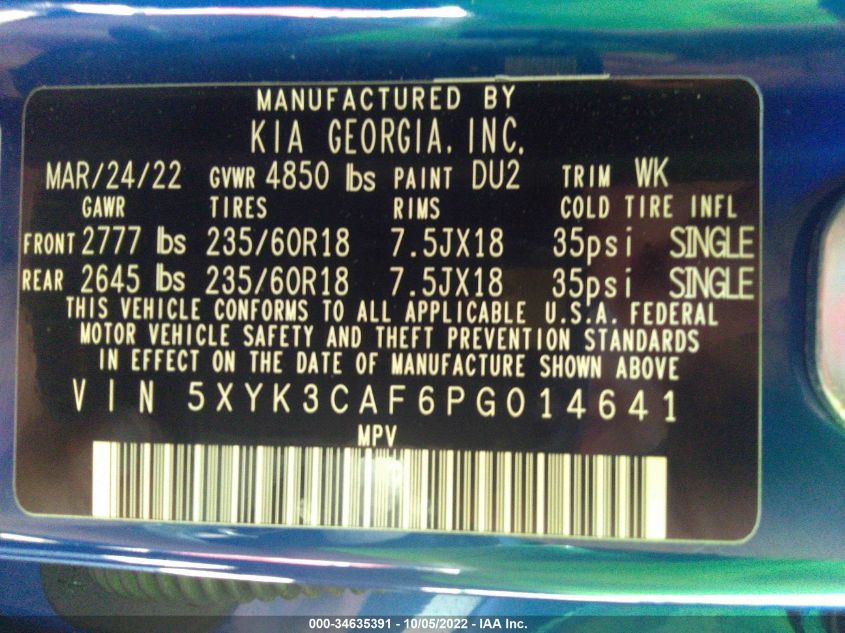 MANUFACTURED BY
KIA GEORGIA, INC.
MAR/24/22 GVWR 4850 lbs PAINT DU2 TRIM WK
GAWR TIRES RIMS COLD TIRE INFL
FRONT 2777 lbs 235/60R18 7.5JX18 35psi SINGLE
REAR 2645 lbs 235/60R18 7.5JX18 35psi SINGLE
THIS VEHICLE CONFORMS TO ALL APPLICABLE U.S.A. FEDERAL
MOTOR VEHICLE SAFETY AND THEFT PREVENTION STANDARDS
IN EFFECT ON THE DATE OF MANUFACTURE SHOWN ABOVE
VIN 5XYK3CAF6PG014641
MPV
000-34635391 - 10/05/2022 - IAA Inc.